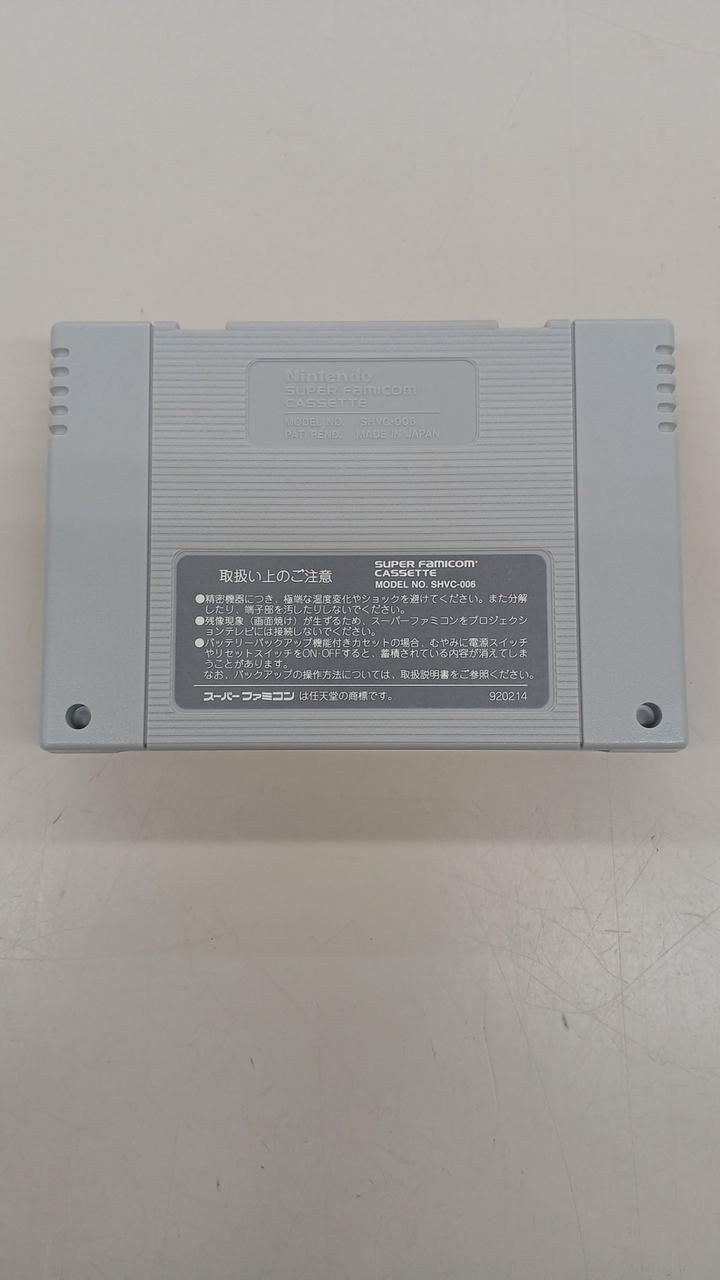 Nintendo®
SUPER FAMICOM®
CASSETTE
MODEL NO. SHVC-006
PAT. PEND. MADE IN JAPAN
取扱い上のご注意
SUPER FAMICOM®
CASSETTE
MODEL NO. SHVC-006
●精密機器につき、極端な温度変化やショックを避けてください。また分解
したり、端子部を汚したりしないでください。
●残像現象（画面焼け）が生ずるため、スーパーファミコンをプロジェクシ
ョンテレビには接続しないでください。
●バッテリーバックアップ機能付きカセットの場合、むやみに電源スイッチ
やリセットスイッチをON・OFFすると、蓄積されている内容が消えてしま
うことがあります。
なお、バックアップの操作方法については、取扱説明書をご参照ください。
スーパーファミコン は任天堂の商標です。 920214